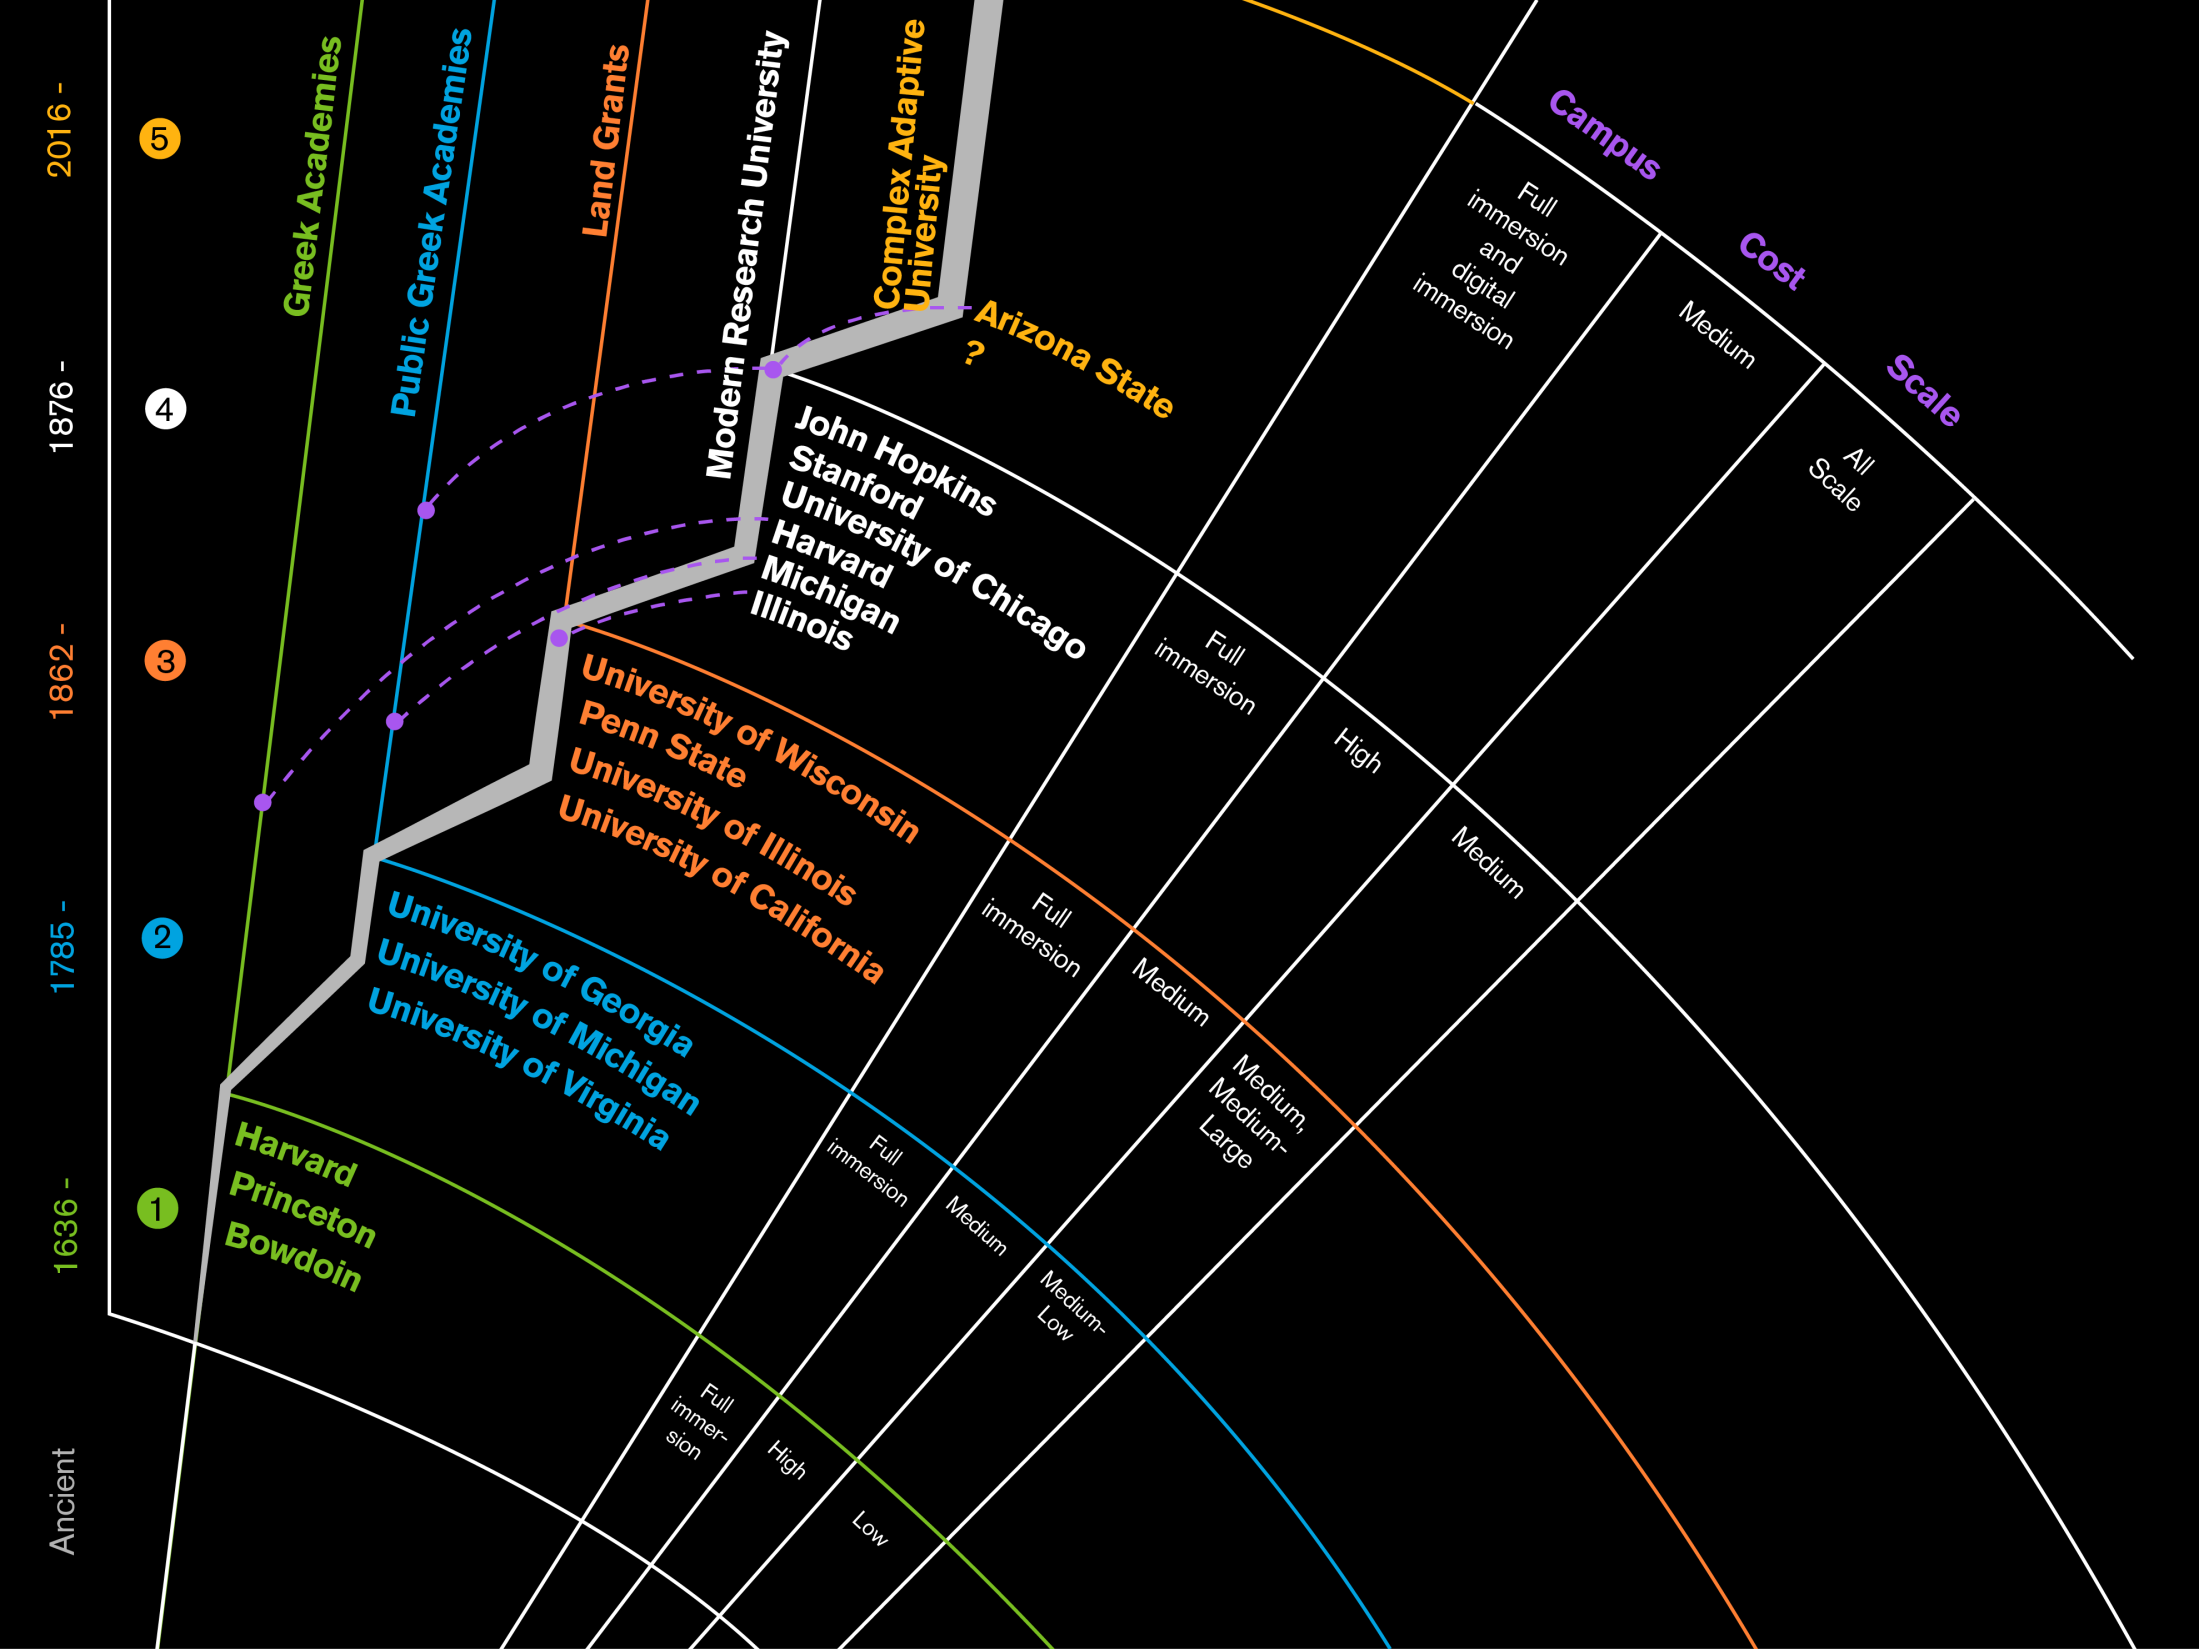 2016 -
5
1876 -
4
1862 -
3
1785 -
2
1636 -
1
Ancient
Greek Academies
Public Greek Academies
Land Grants
Modern Research University
Complex Adaptive
University
Arizona State
?
John Hopkins
Stanford
University of Chicago
Harvard
Michigan
Illinois
University of Wisconsin
Penn State
University of Illinois
University of California
University of Georgia
University of Michigan
University of Virginia
Harvard
Princeton
Bowdoin
Campus
Cost
Scale
Full
immersion
and
digital
immersion
Medium
All
Scale
Full
immersion
High
Medium
Full
immersion
Medium
Medium,
Medium-
Large
Full
immersion
Medium
Medium-
Low
Full
immer-
sion
High
Low